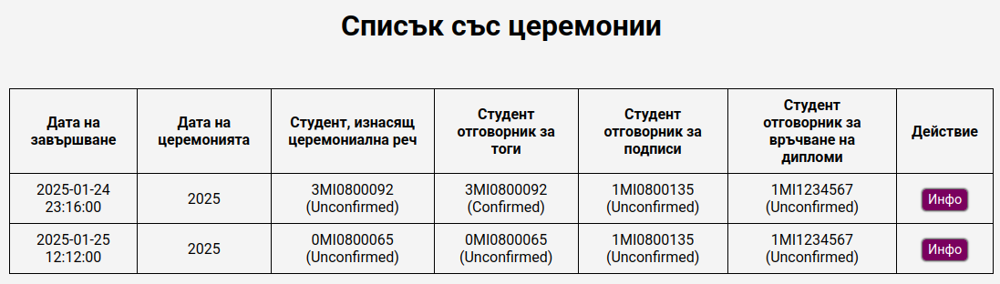 Списък със церемонии
Дата на завършване
Дата на церемонията
Студент, изнасящ церемониална реч
Студент отговорник за тоги
Студент отговорник за подписи
Студент отговорник за връчване на дипломи
Действие
2025-01-24 23:16:00
2025
3MI0800092 (Unconfirmed)
3MI0800092 (Confirmed)
1MI0800135 (Unconfirmed)
1MI1234567 (Unconfirmed)
Инфо
2025-01-25 12:12:00
2025
0MI0800065 (Unconfirmed)
0MI0800065 (Unconfirmed)
1MI0800135 (Unconfirmed)
1MI1234567 (Unconfirmed)
Инфо